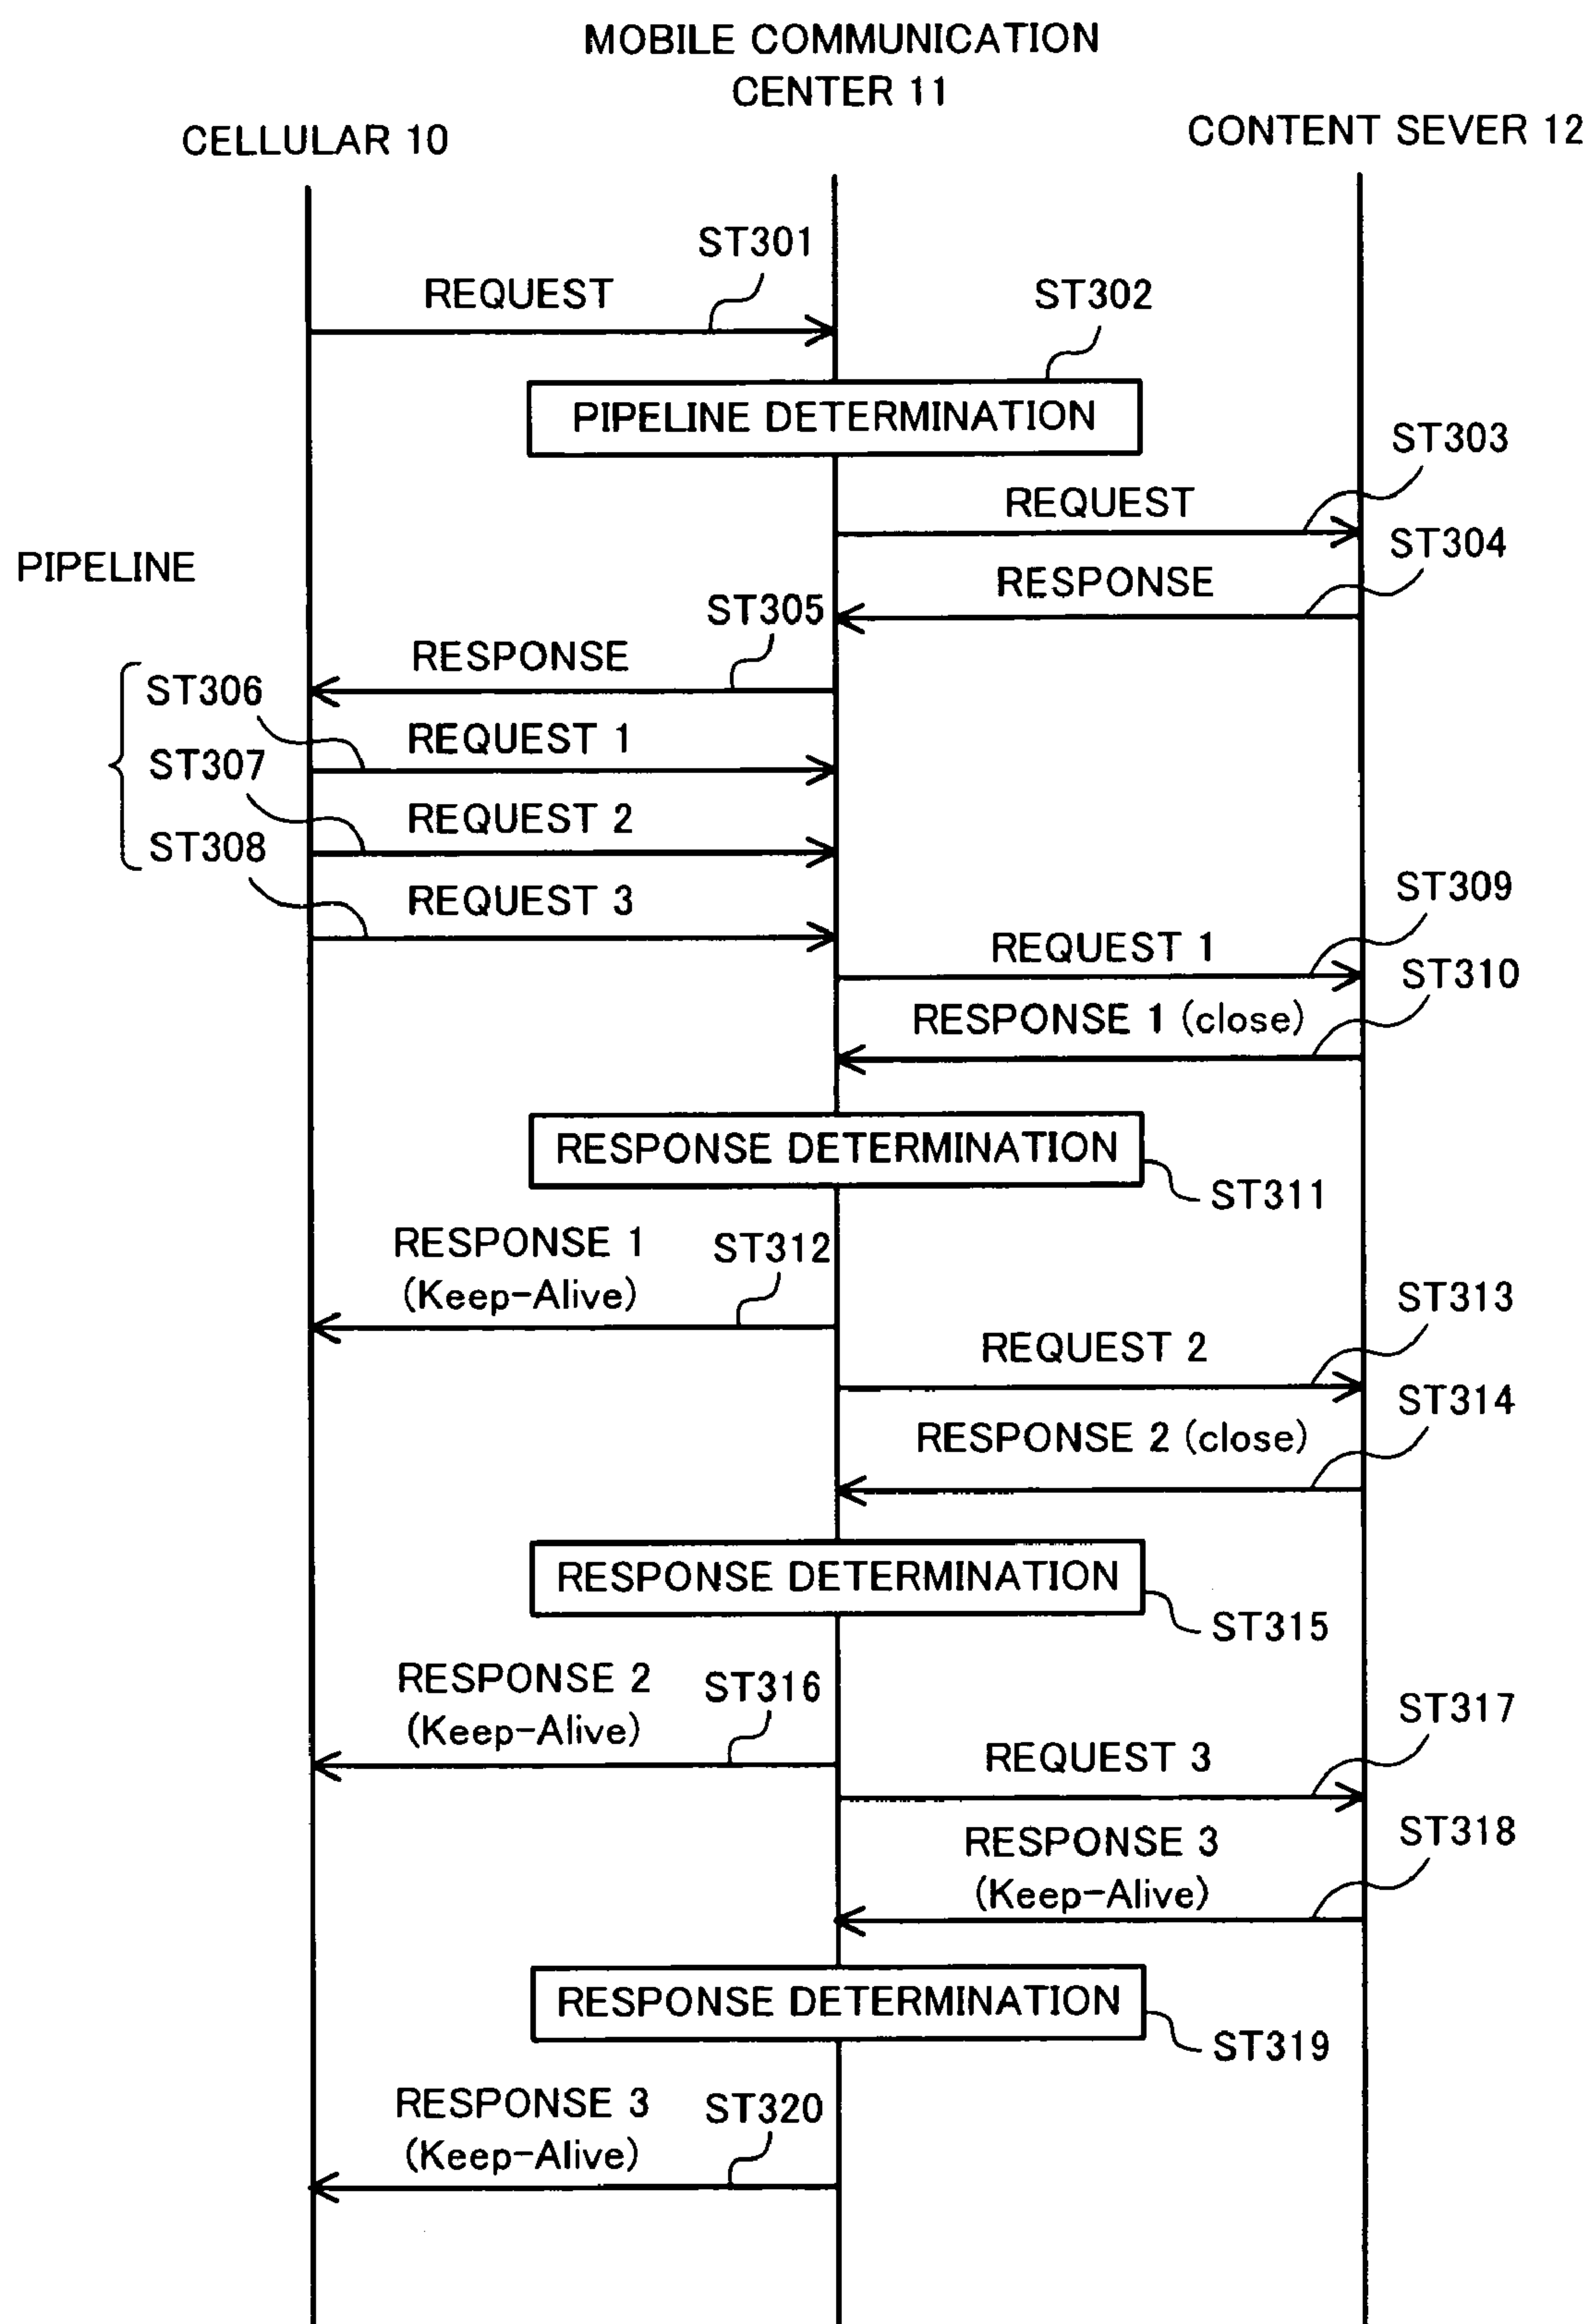 MOBILE COMMUNICATION
CENTER 11
CELLULAR 10
CONTENT SEVER 12
ST301
REQUEST
ST302
PIPELINE DETERMINATION
ST303
REQUEST
ST304
PIPELINE
RESPONSE
ST305
RESPONSE
ST306
REQUEST 1
ST307
REQUEST 2
ST308
REQUEST 3
ST309
REQUEST 1
ST310
RESPONSE 1 (close)
RESPONSE DETERMINATION
ST311
RESPONSE 1
(Keep-Alive)
ST312
ST313
REQUEST 2
ST314
RESPONSE 2 (close)
RESPONSE DETERMINATION
ST315
RESPONSE 2
(Keep-Alive)
ST316
ST317
REQUEST 3
ST318
RESPONSE 3
(Keep-Alive)
RESPONSE DETERMINATION
ST319
RESPONSE 3
(Keep-Alive)
ST320